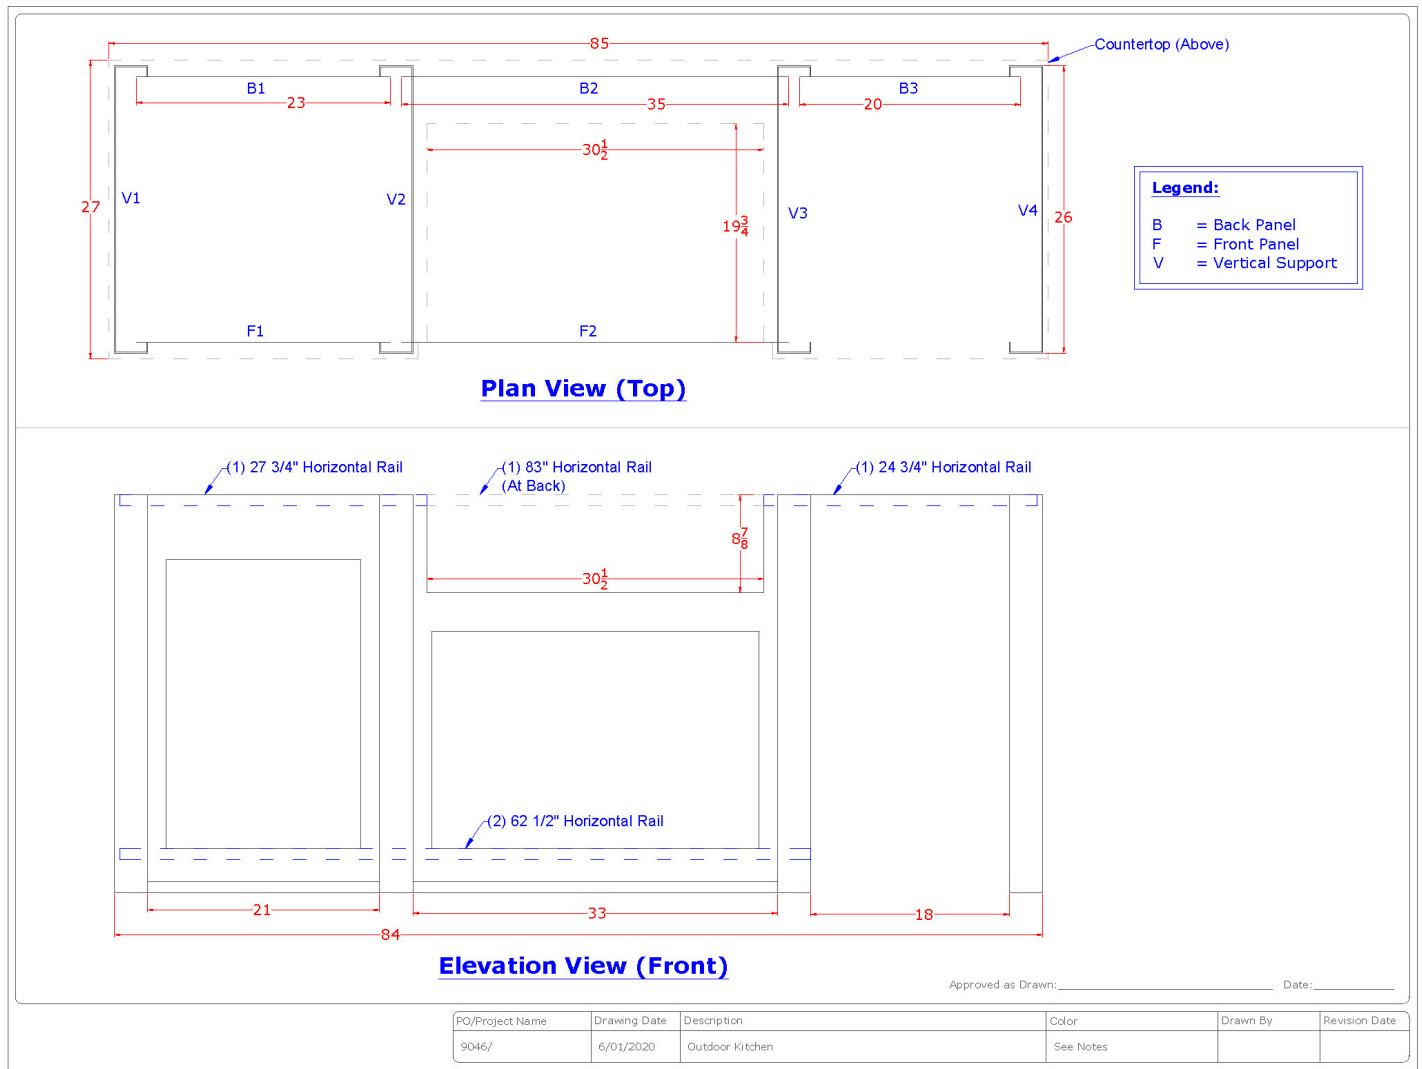 85
Countertop (Above)
B1
B2
B3
23
35
20
30 1/2
V1
V2
V3
V4
27
19 3/4
26
Legend:
B = Back Panel
F = Front Panel
V = Vertical Support
F1
F2
Plan View (Top)
(1) 27 3/4" Horizontal Rail
(1) 83" Horizontal Rail
(At Back)
(1) 24 3/4" Horizontal Rail
8 7/8
30 1/2
(2) 62 1/2" Horizontal Rail
21
33
18
84
Elevation View (Front)
Approved as Drawn: Date:
PO/Project Name Drawing Date Description Color Drawn By Revision Date
9046/ 6/01/2020 Outdoor Kitchen See Notes